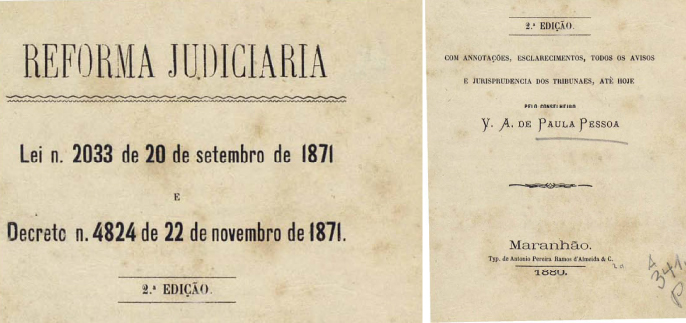 REFORMA JUDICIARIA
Lei n. 2033 de 20 de setembro de 1871
E
Decreto n. 4824 de 22 de novembro de 1871.
2.ª EDIÇÃO.
2.ª EDIÇÃO.
COM ANNOTAÇÕES, ESCLARECIMENTOS, TODOS OS AVISOS
E JURISPRUDENCIA DOS TRIBUNAES, ATÉ HOJE
PELO CONSELHEIRO
V. A. DE PAULA PESSOA
Maranhão.
Typ. de Antonio Pereira Ramos d'Almeida & C.
1880.
A
341.
P